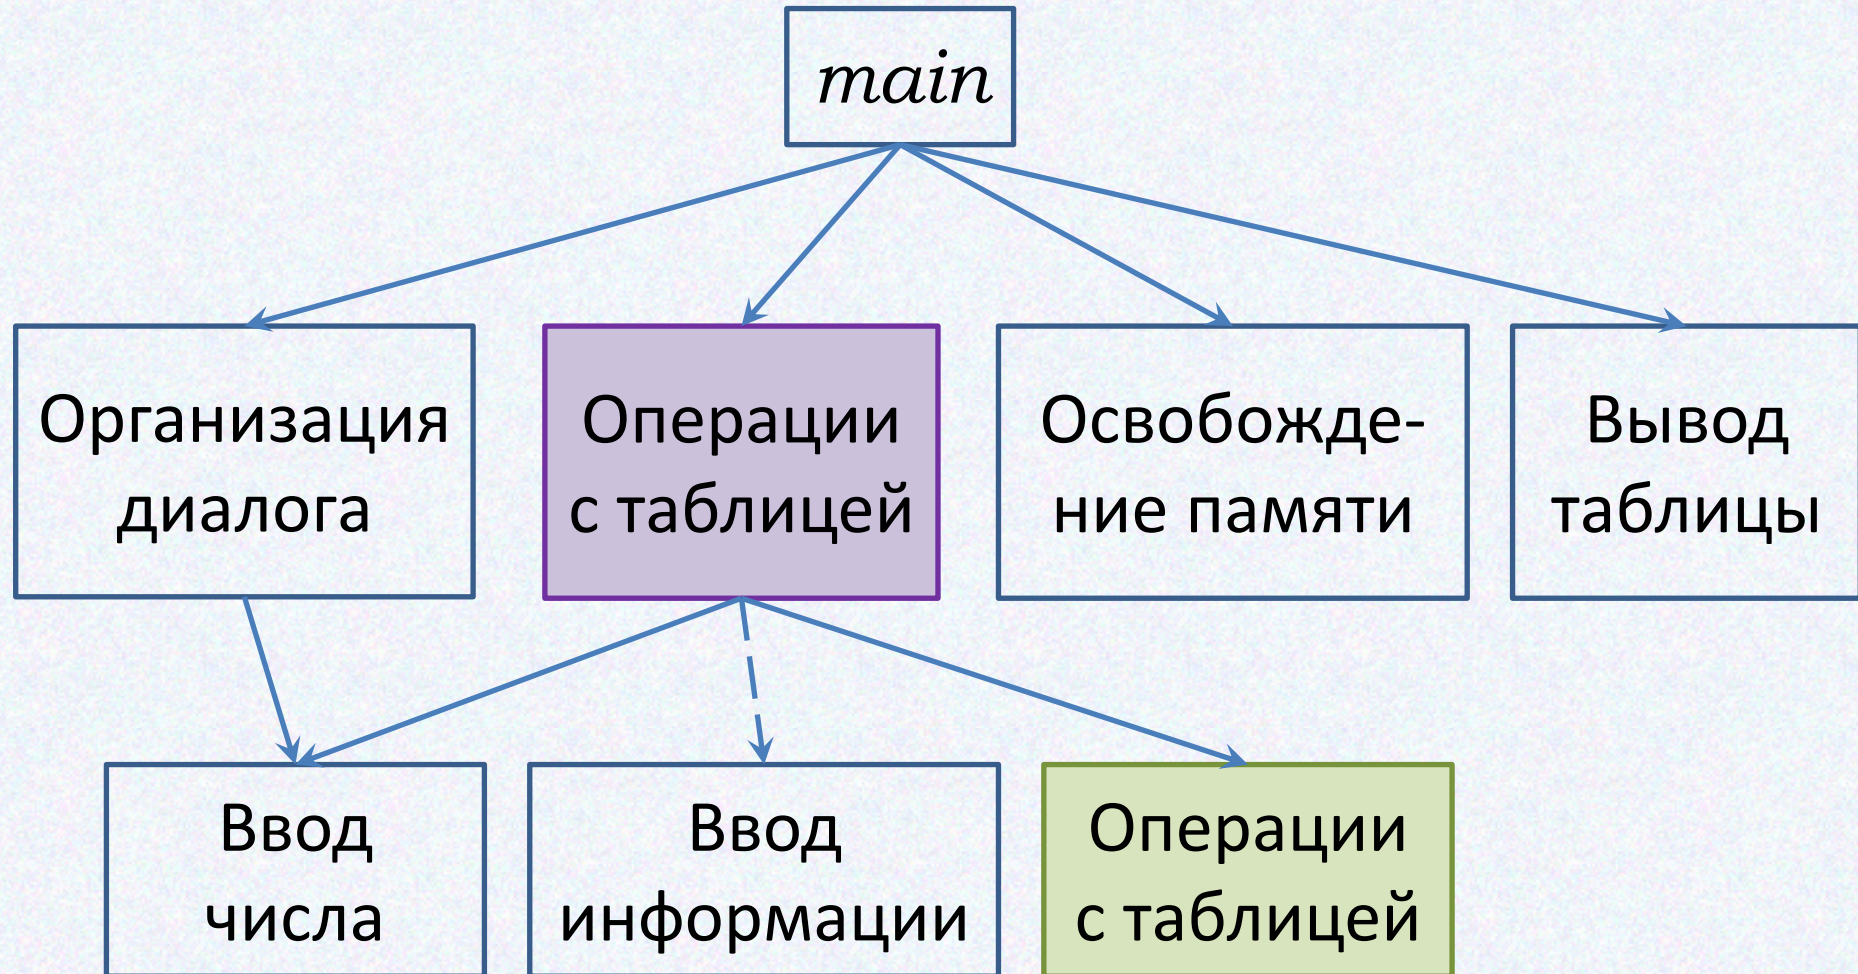 main
Организация
диалога
Операции
с таблицей
Освобожде-
ние памяти
Вывод
таблицы
Ввод
числа
Ввод
информации
Операции
с таблицей